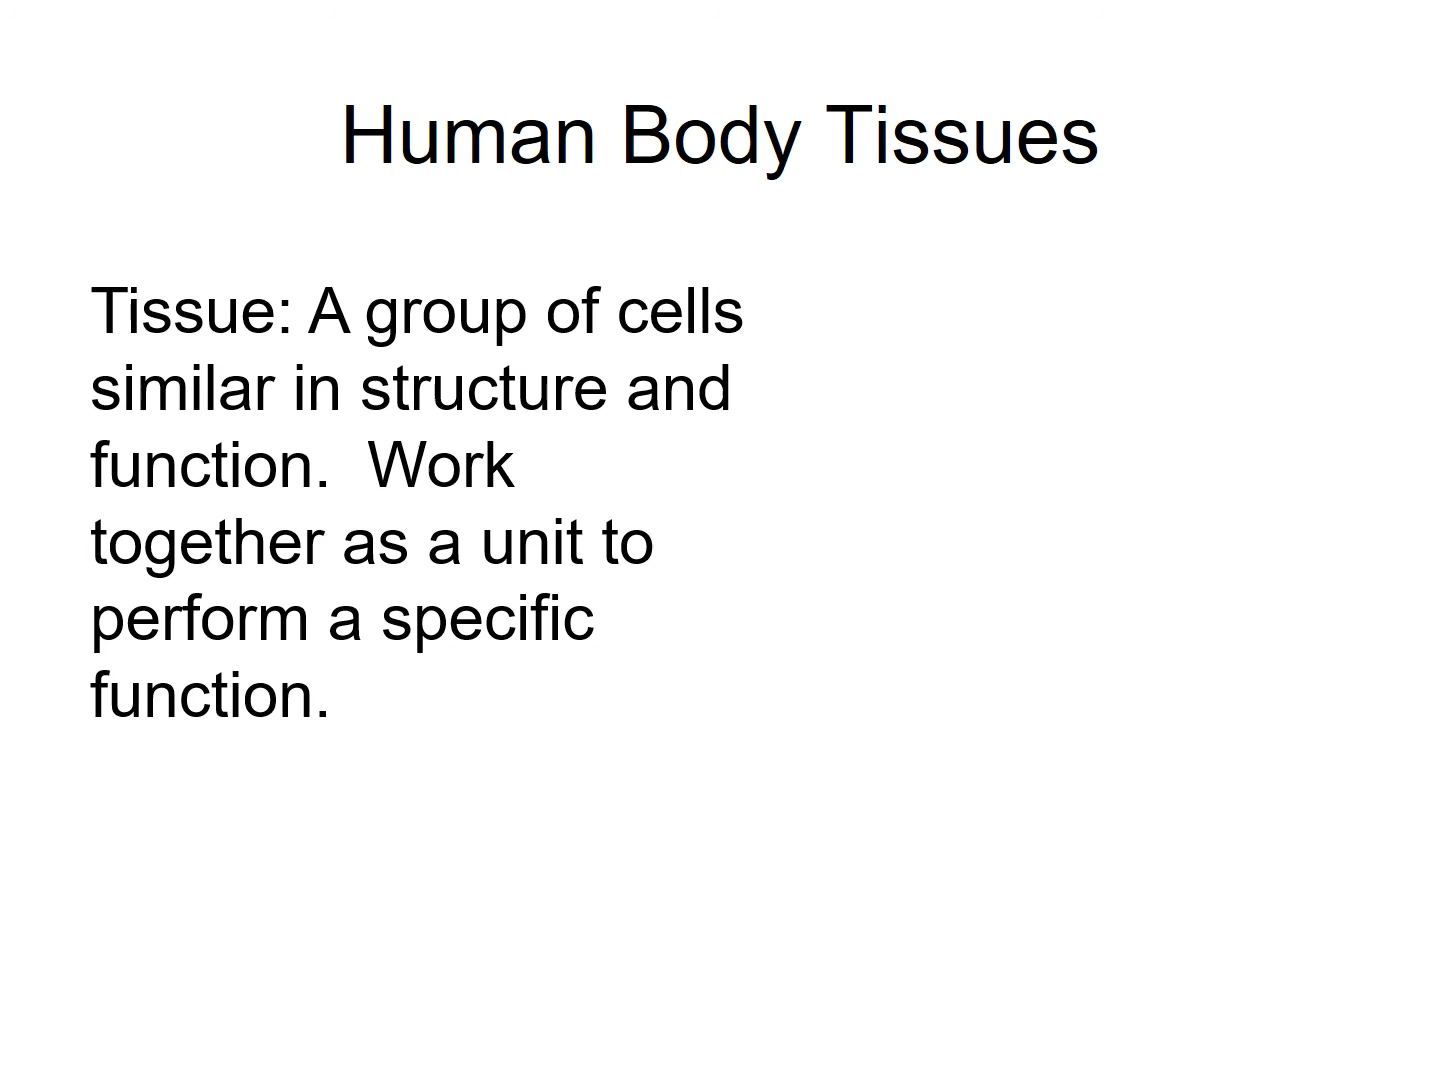 Human Body Tissues
Tissue: A group of cells
similar in structure and
function.  Work
together as a unit to
perform a specific
function.